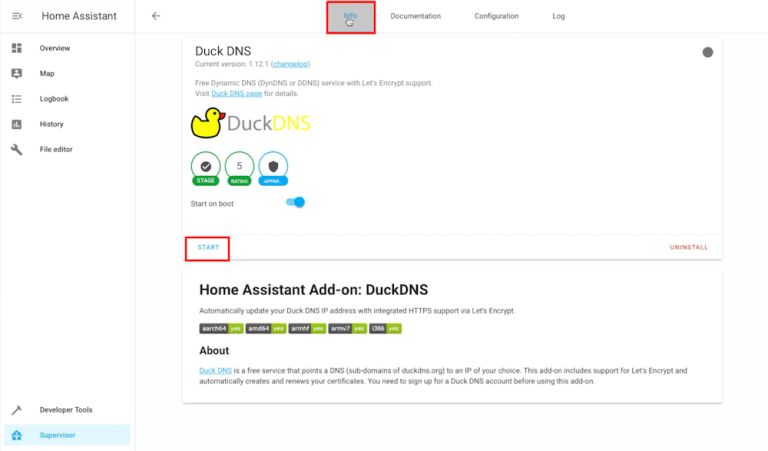 Home Assistant
Info
Documentation
Configuration
Log
Overview
Map
Logbook
History
File editor
Developer Tools
Supervisor
Duck DNS
Current version: 1.12.1 (changelog)
Free Dynamic DNS (DynDNS or DDNS) service with Let's Encrypt support.
Visit Duck DNS page for details.
DuckDNS
5
STAGE
RATING
APPAR...
Start on boot
START
UNINSTALL
Home Assistant Add-on: DuckDNS
Automatically update your Duck DNS IP address with integrated HTTPS support via Let's Encrypt.
aarch64 yes amd64 yes armhf yes armv7 yes i386 yes
About
Duck DNS is a free service that points a DNS (sub-domains of duckdns.org) to an IP of your choice. This add-on includes support for Let's Encrypt and
automatically creates and renews your certificates. You need to sign up for a Duck DNS account before using this add-on.